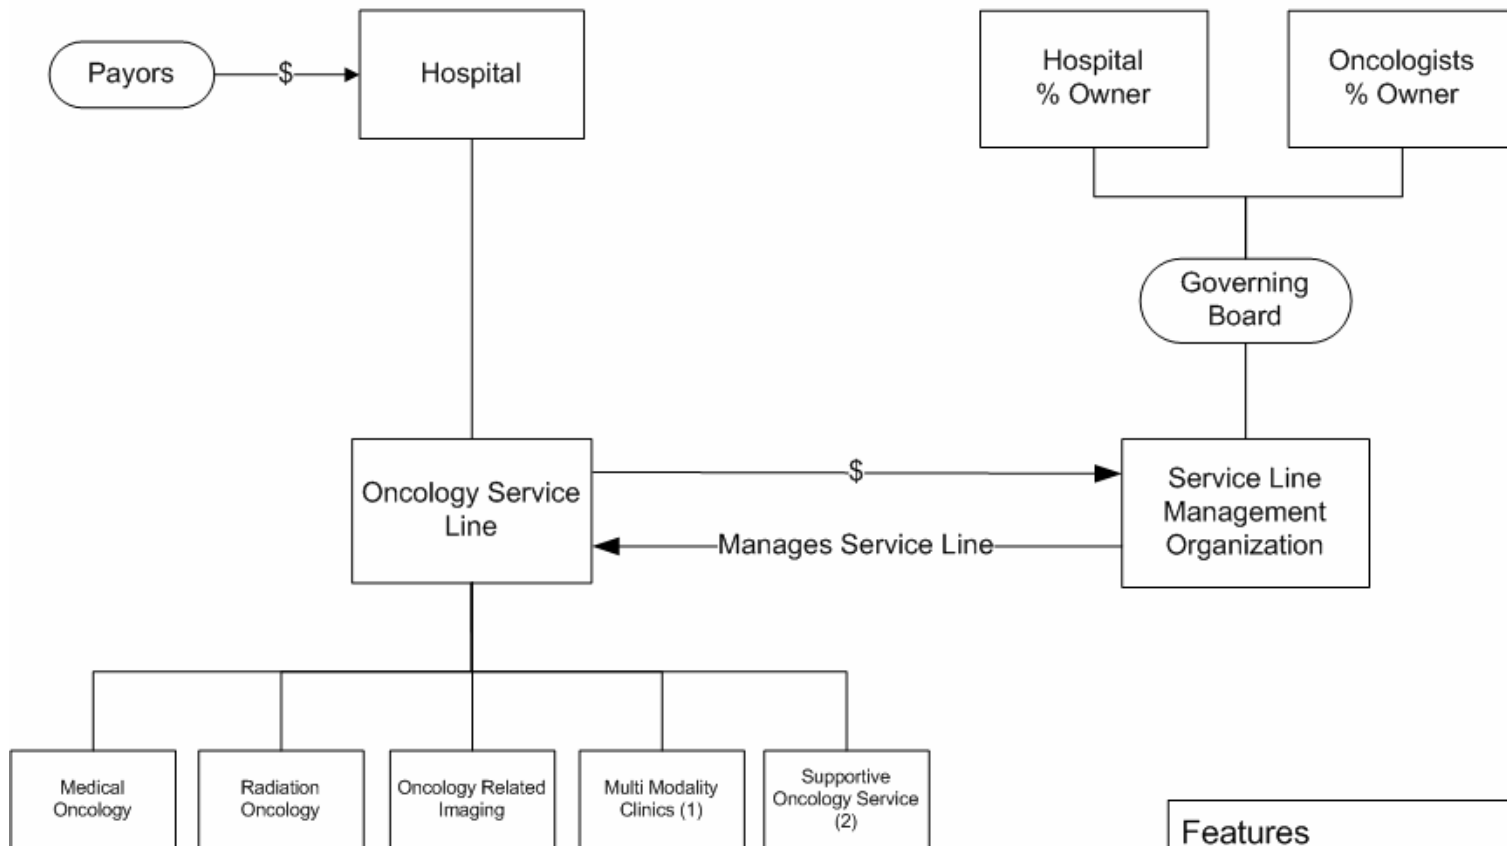 Payors
$
Hospital
Hospital
% Owner
Oncologists
% Owner
Governing
Board
Oncology Service
Line
$
Manages Service Line
Service Line
Management
Organization
Medical
Oncology
Radiation
Oncology
Oncology Related
Imaging
Multi Modality
Clinics (1)
Supportive
Oncology Service
(2)
Features